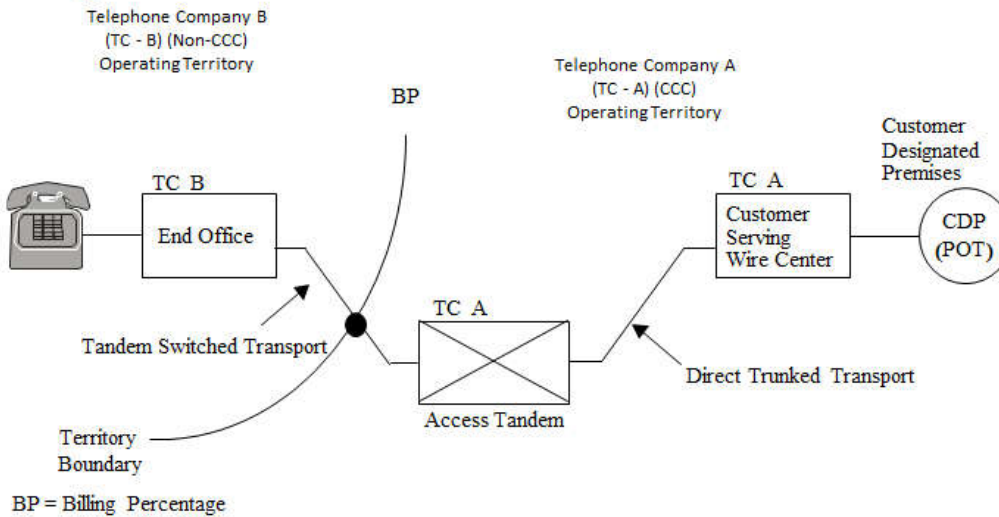 Telephone Company B
(TC - B) (Non-CCC)
Operating Territory
Telephone Company A
(TC - A) (CCC)
Operating Territory
BP
Customer
Designated
Premises
TC B
End Office
TC A
Customer
Serving
Wire Center
CDP
(POT)
TC A
Tandem Switched Transport
Direct Trunked Transport
Access Tandem
Territory
Boundary
BP = Billing Percentage